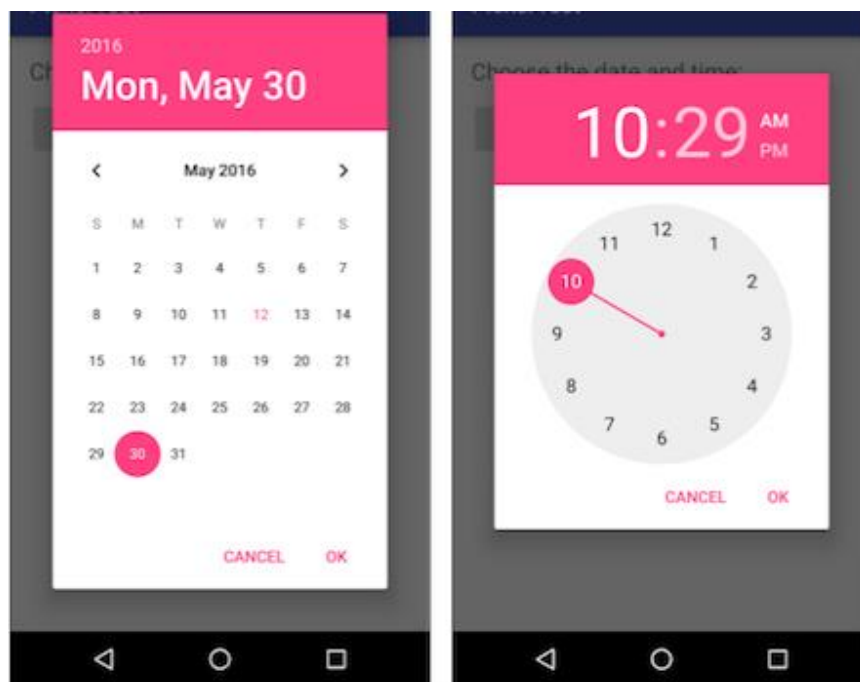 2016
Mon, May 30
May 2016
S M T W T F S
1 2 3 4 5 6 7
8 9 10 11 12 13 14
15 16 17 18 19 20 21
22 23 24 25 26 27 28
29 30 31
CANCEL OK
Choose the date and time:
10:29 AM
PM
12
11 1
10 2
9 3
8 4
7 5
6
CANCEL OK